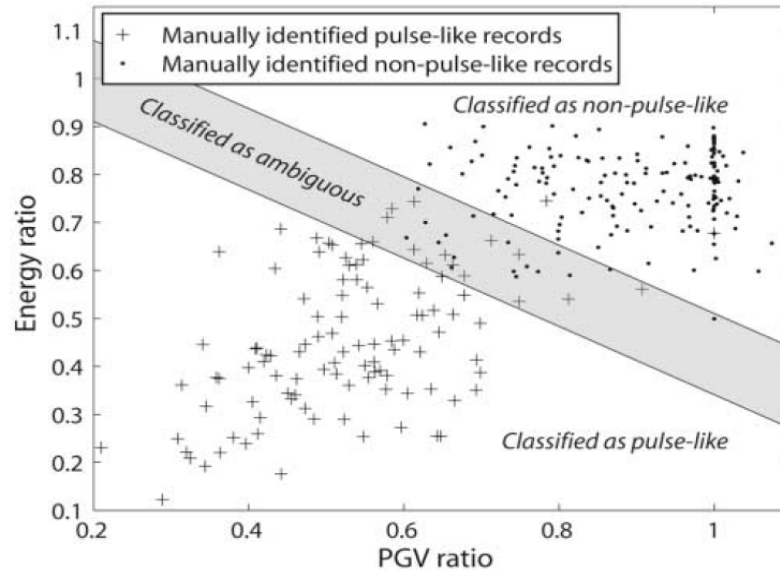 1.1
1
0.9
0.8
0.7
0.6
0.5
0.4
0.3
0.2
0.1
Energy ratio
+ Manually identified pulse-like records
• Manually identified non-pulse-like records
Classified as non-pulse-like
Classified as ambiguous
Classified as pulse-like
0.2 0.4 0.6 0.8 1
PGV ratio